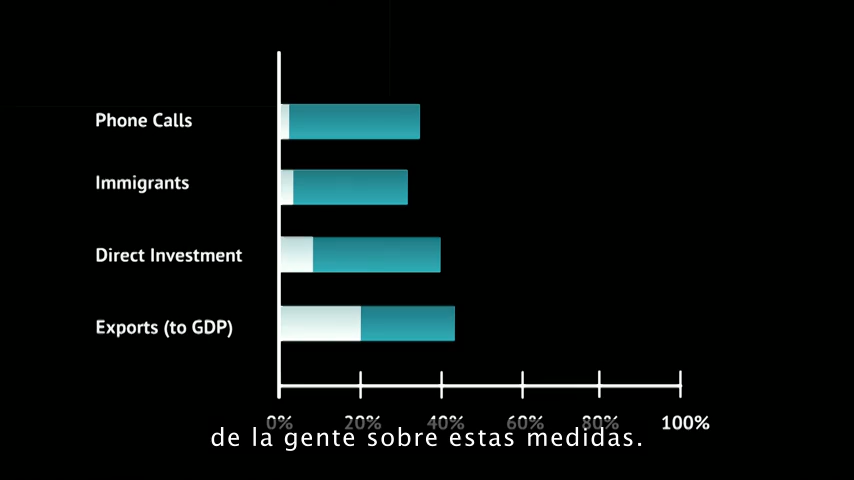 Phone Calls
Immigrants
Direct Investment
Exports (to GDP)
0% 20% 40% 60% 80% 100%
de la gente sobre estas medidas.